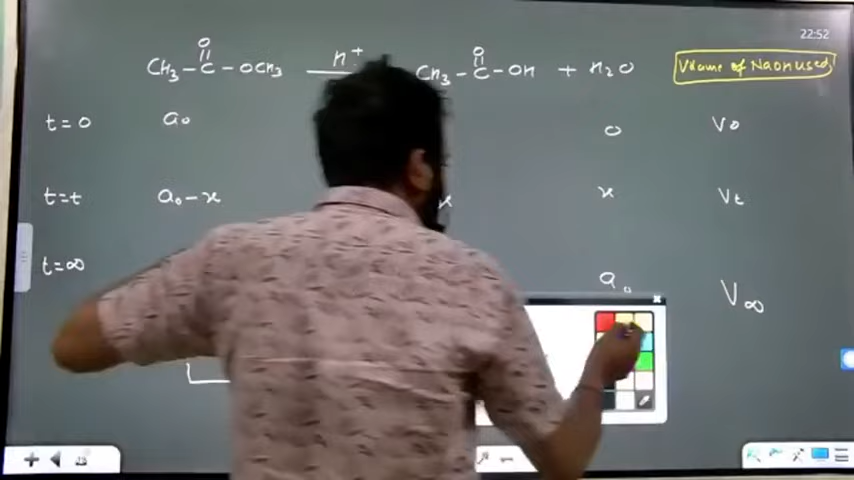 22:52
O O
CH₃ – C – OCH₃ H⁺ CH₃ – C – OH + H₂O Volume of NaOH used
t=0 a₀ 0 V₀
t=t a₀-x x x Vt
t=∞ a₀ V∞